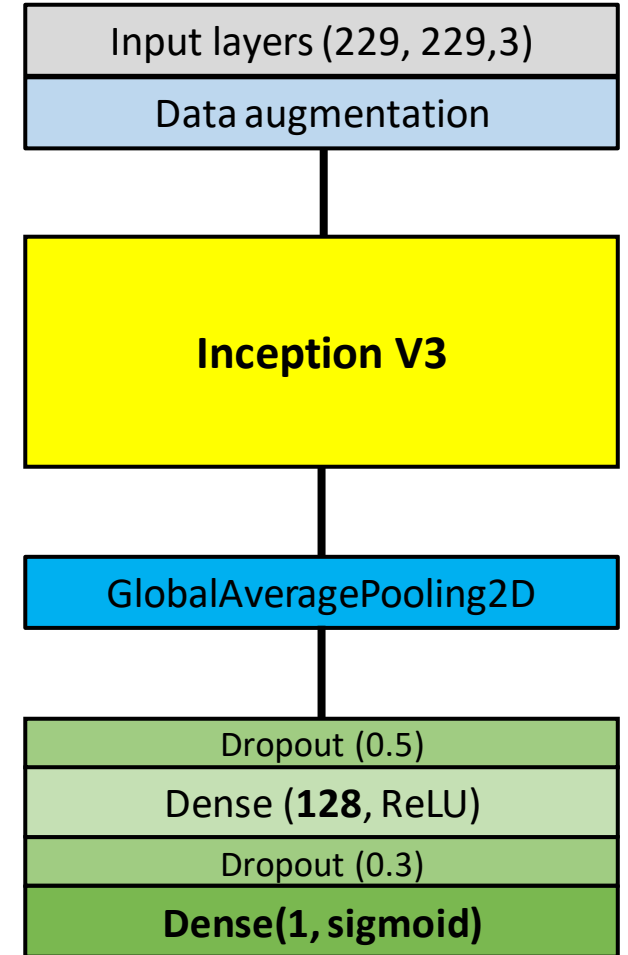 Input layers (229, 229,3)
Data augmentation
Inception V3
GlobalAveragePooling2D
Dropout (0.5)
Dense (128, ReLU)
Dropout (0.3)
Dense(1, sigmoid)